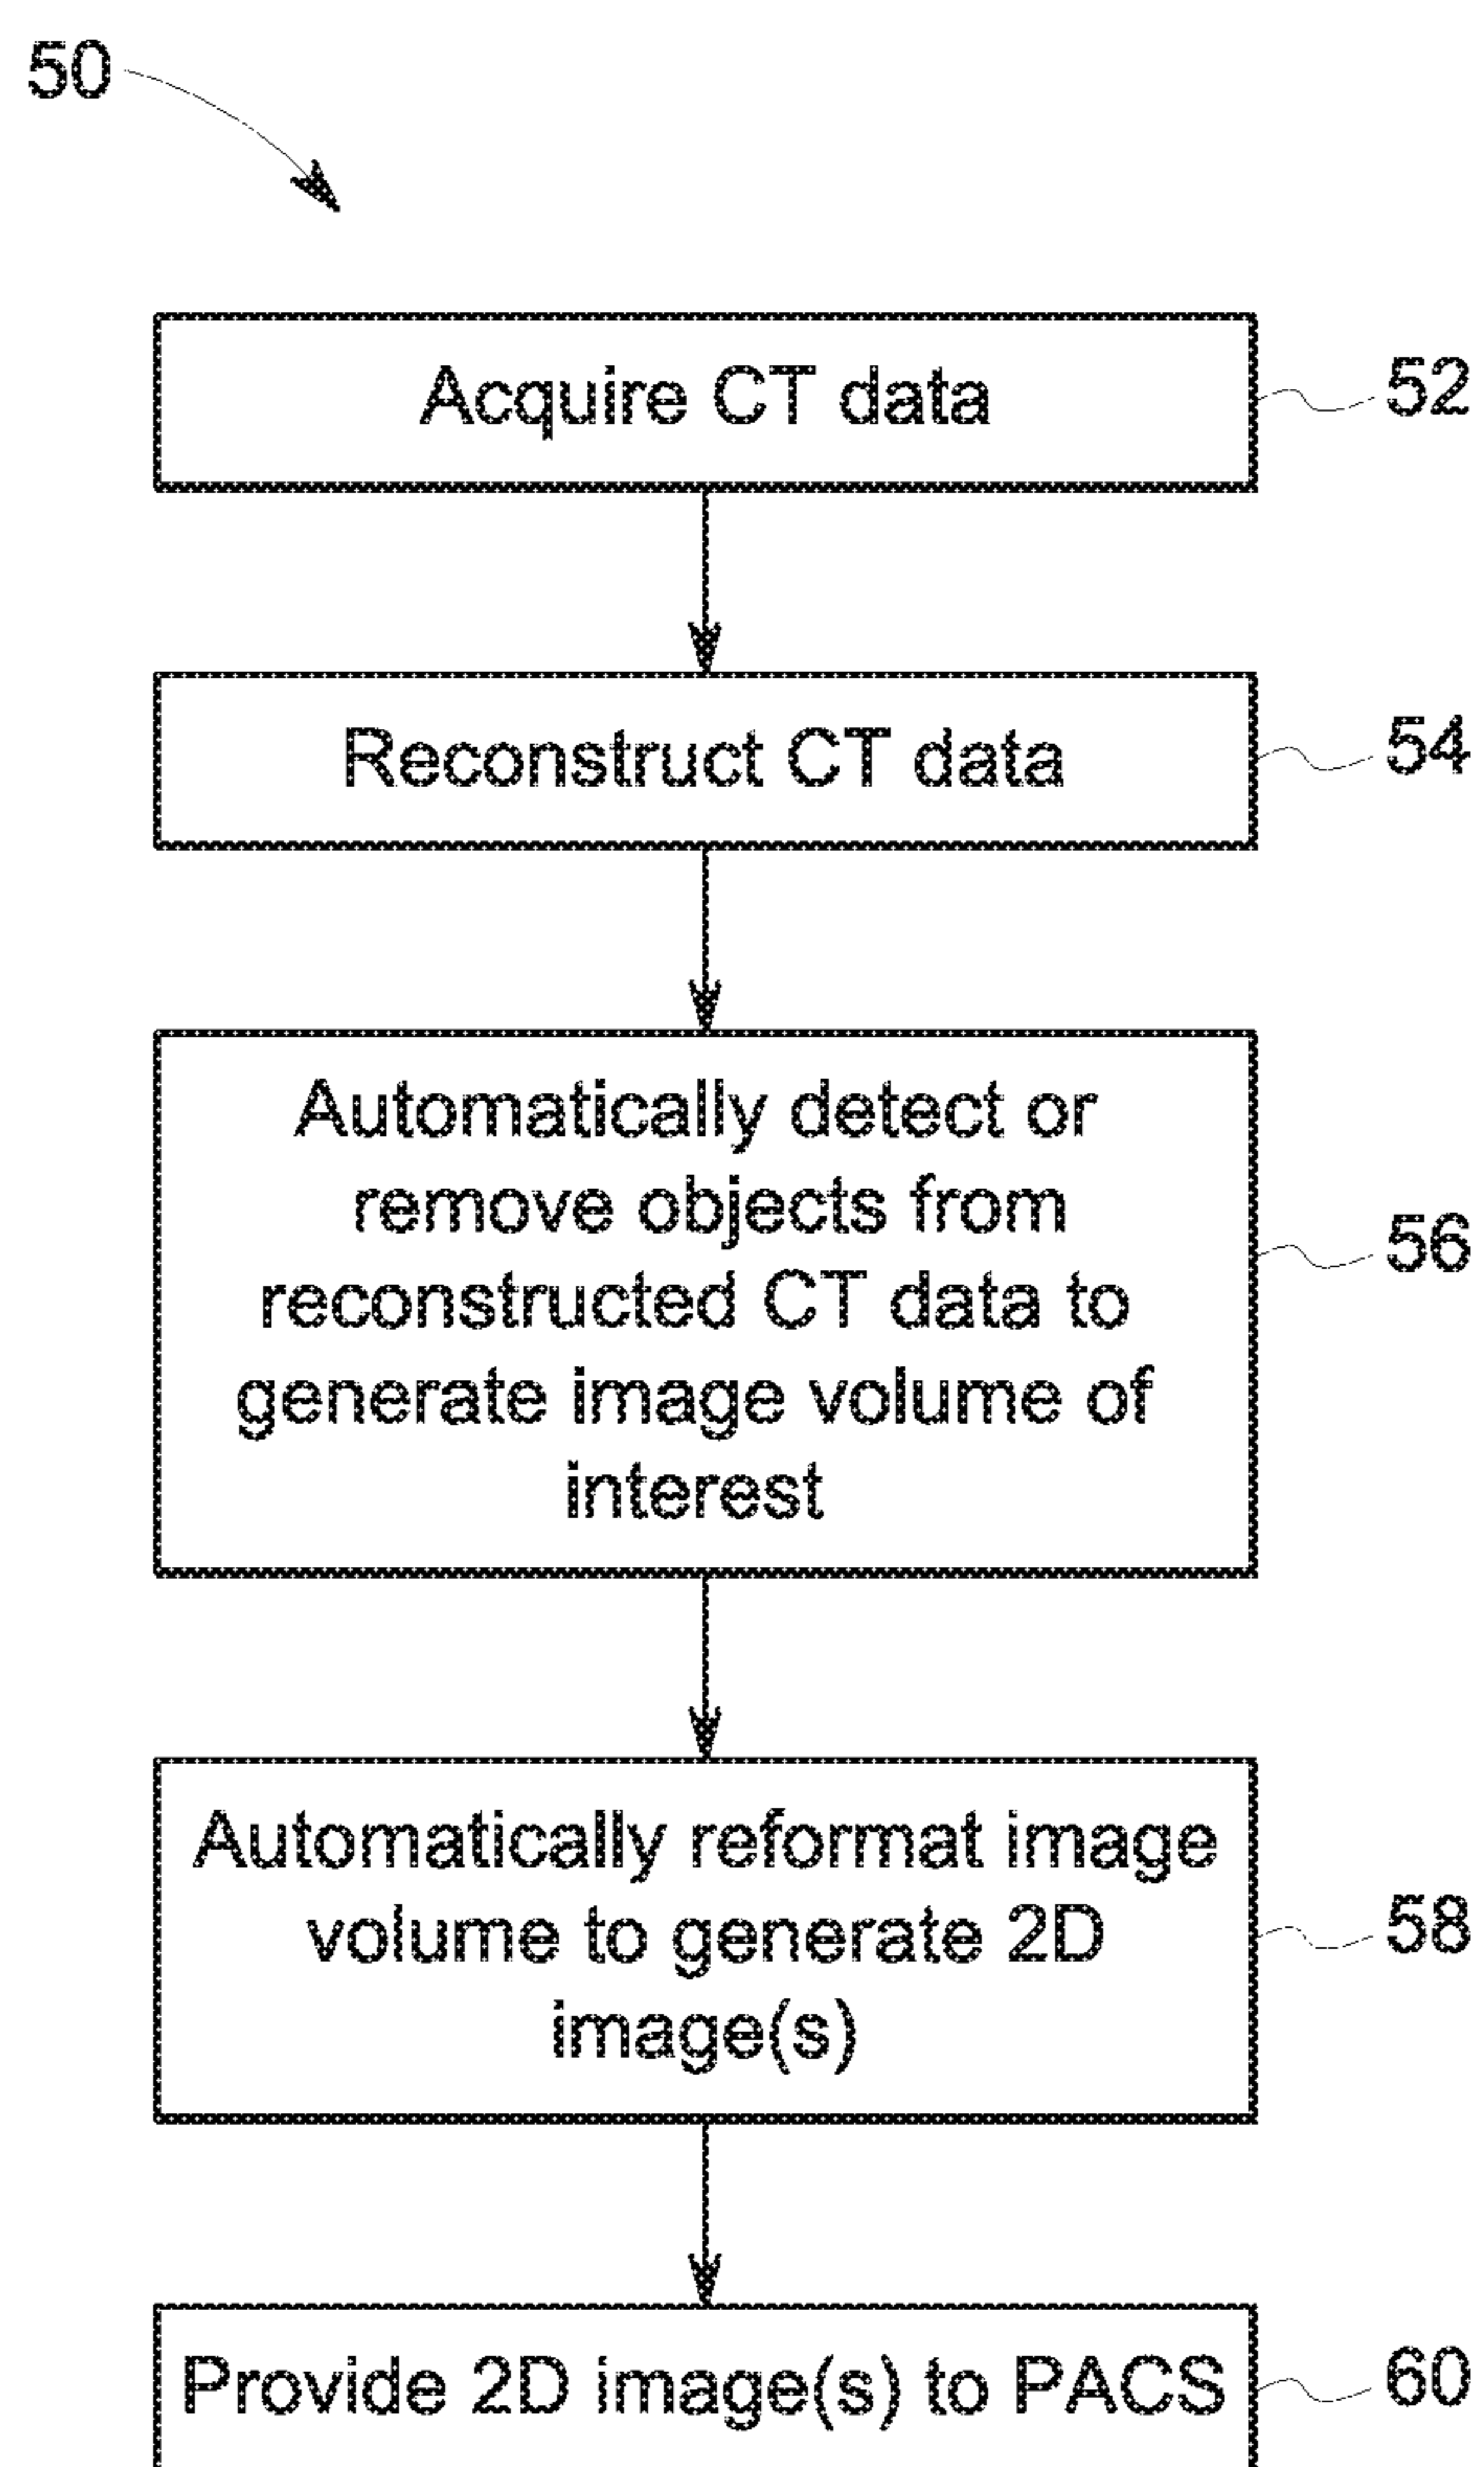 50
Acquire CT data
52
Reconstruct CT data
54
Automatically detect or
remove objects from
reconstructed CT data to
generate image volume of
interest
56
Automatically reformat image
volume to generate 2D
image(s)
58
Provide 2D image(s) to PACS
60